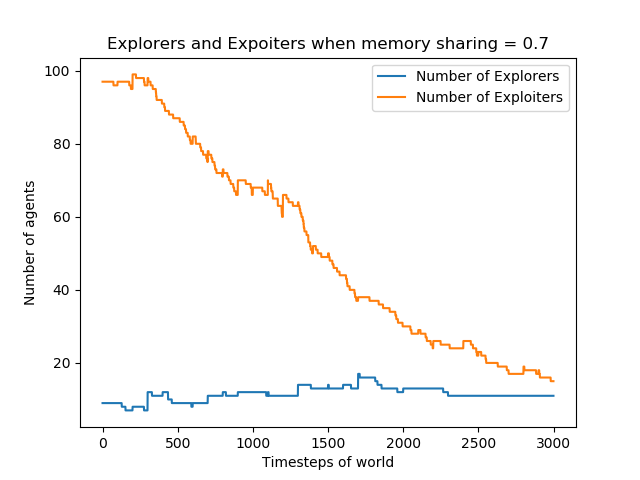 Explorers and Expoiters when memory sharing = 0.7
Number of Explorers
Number of Exploiters
Number of agents
100
80
60
40
20
0 500 1000 1500 2000 2500 3000
Timesteps of world